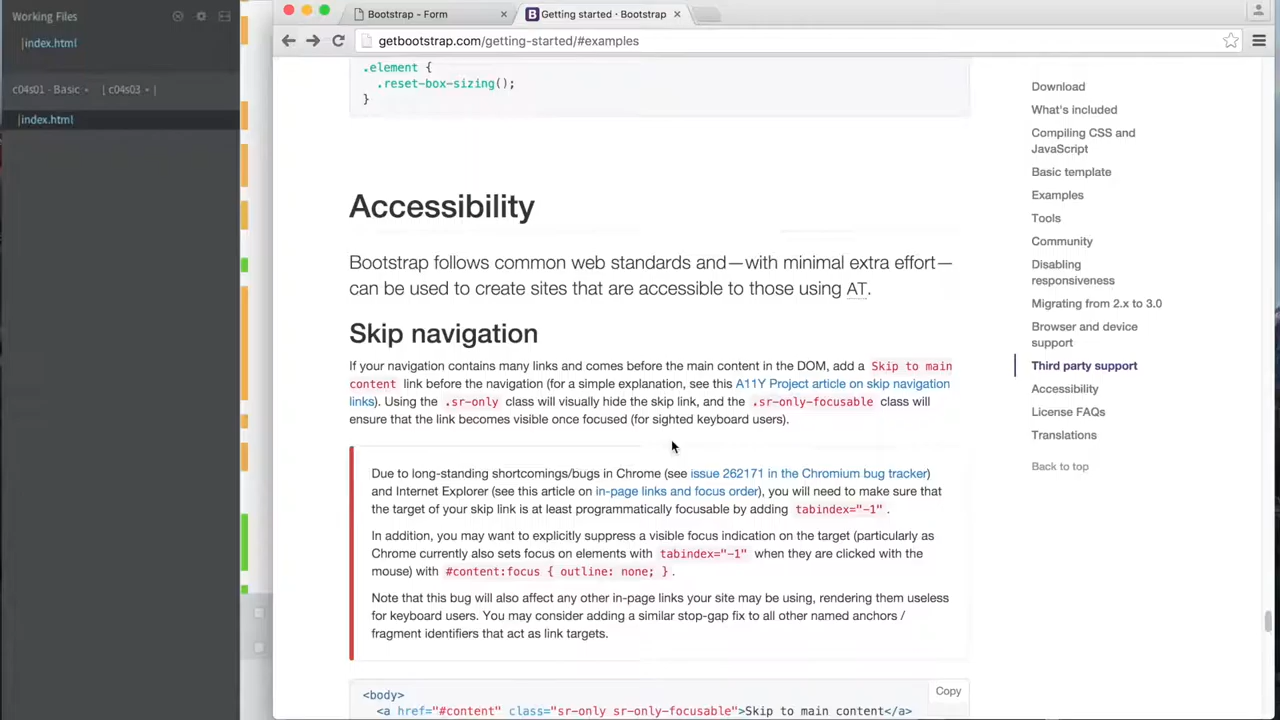 Working Files
index.html
c04s01 - Basic
c04s03
index.html
Bootstrap - Form
Getting started · Bootstrap
getbootstrap.com/getting-started/#examples
.element {
.reset-box-sizing();
}
Accessibility
Bootstrap follows common web standards and—with minimal extra effort—
can be used to create sites that are accessible to those using AT.
Skip navigation
If your navigation contains many links and comes before the main content in the DOM, add a Skip to main
content link before the navigation (for a simple explanation, see this A11Y Project article on skip navigation
links). Using the .sr-only class will visually hide the skip link, and the .sr-only-focusable class will
ensure that the link becomes visible once focused (for sighted keyboard users).
Due to long-standing shortcomings/bugs in Chrome (see issue 262171 in the Chromium bug tracker)
and Internet Explorer (see this article on in-page links and focus order), you will need to make sure that
the target of your skip link is at least programmatically focusable by adding tabindex="-1".
In addition, you may want to explicitly suppress a visible focus indication on the target (particularly as
Chrome currently also sets focus on elements with tabindex="-1" when they are clicked with the
mouse) with #content:focus { outline: none; }.
Note that this bug will also affect any other in-page links your site may be using, rendering them useless
for keyboard users. You may consider adding a similar stop-gap fix to all other named anchors /
fragment identifiers that act as link targets.
Copy
<body>
<a href="#content" class="sr-only sr-only-focusable">Skip to main content</a>
Download
What's included
Compiling CSS and
JavaScript
Basic template
Examples
Tools
Community
Disabling
responsiveness
Migrating from 2.x to 3.0
Browser and device
support
Third party support
Accessibility
License FAQs
Translations
Back to top